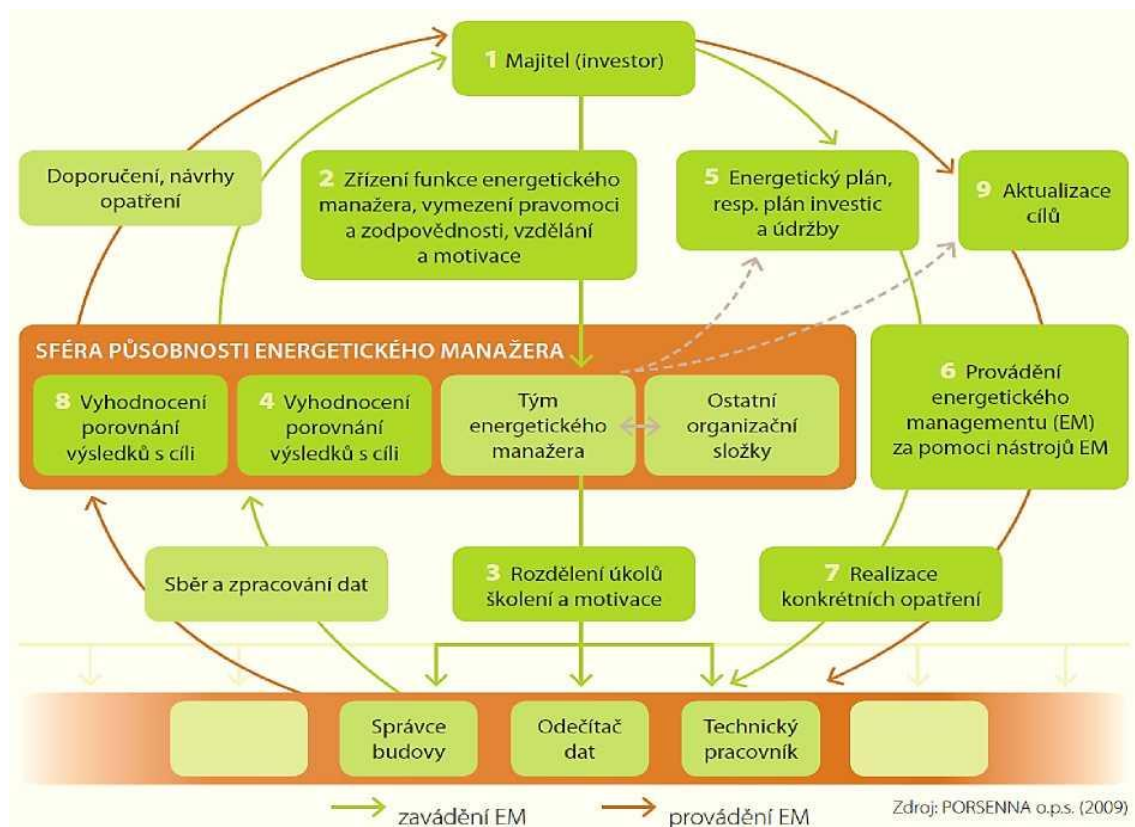 1 Majitel (investor)
Doporučení, návrhy
opatření
2 Zřízení funkce energetického
manažera, vymezení pravomoci
a zodpovědnosti, vzdělání
a motivace
5 Energetický plán,
resp. plán investic
a údržby
9 Aktualizace
cílů
SFÉRA PŮSOBNOSTI ENERGETICKÉHO MANAŽERA
8 Vyhodnocení
porovnání
výsledků s cíli
4 Vyhodnocení
porovnání
výsledků s cíli
Tým
energetického
manažera
Ostatní
organizační
složky
6 Provádění
energetického
managementu (EM)
za pomoci nástrojů EM
Sběr a zpracování dat
3 Rozdělení úkolů
školení a motivace
7 Realizace
konkrétních opatření
Správce
budovy
Odečítač
dat
Technický
pracovník
zavádění EM
provádění EM
Zdroj: PORSENNA o.p.s. (2009)